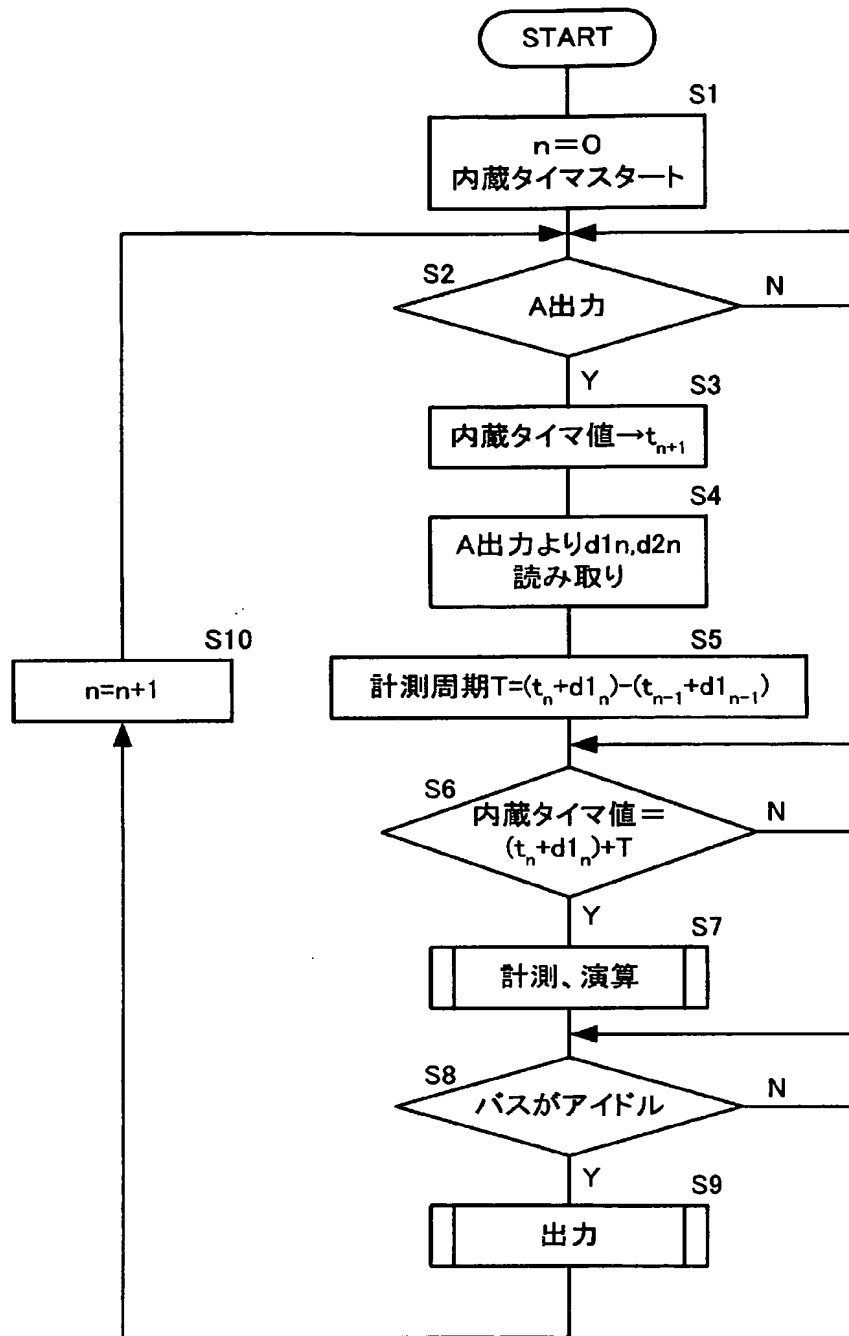 START
S1
n=0
内蔵タイマスタート
S2
A出力
N
Y
S3
内蔵タイマ値→tn+1
S4
A出力よりd1n,d2n
読み取り
S10
n=n+1
S5
計測周期T=(tn+d1n)-(tn-1+d1n-1)
S6
内蔵タイマ値=
(tn+d1n)+T
N
Y
S7
計測、演算
S8
バスがアイドル
N
Y
S9
出力